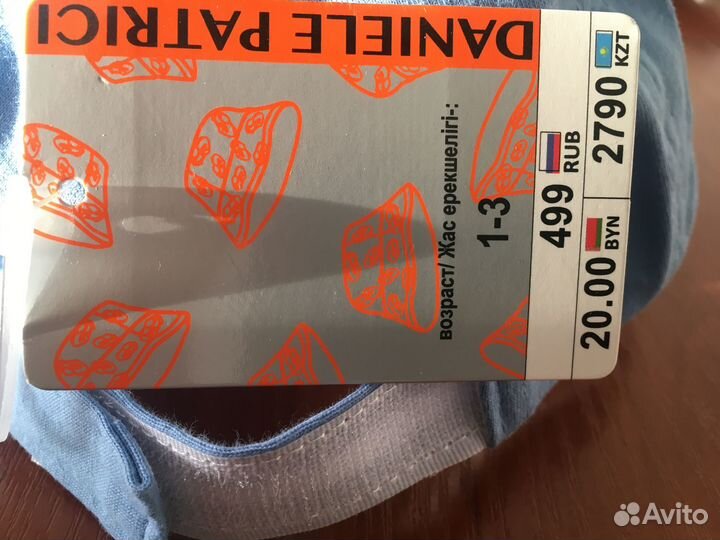 DANIELE PATRICI
возраст/ Жас ерекшелігі-:
1-3
499 RUB
20.00 BYN
2790 KZT
Avito